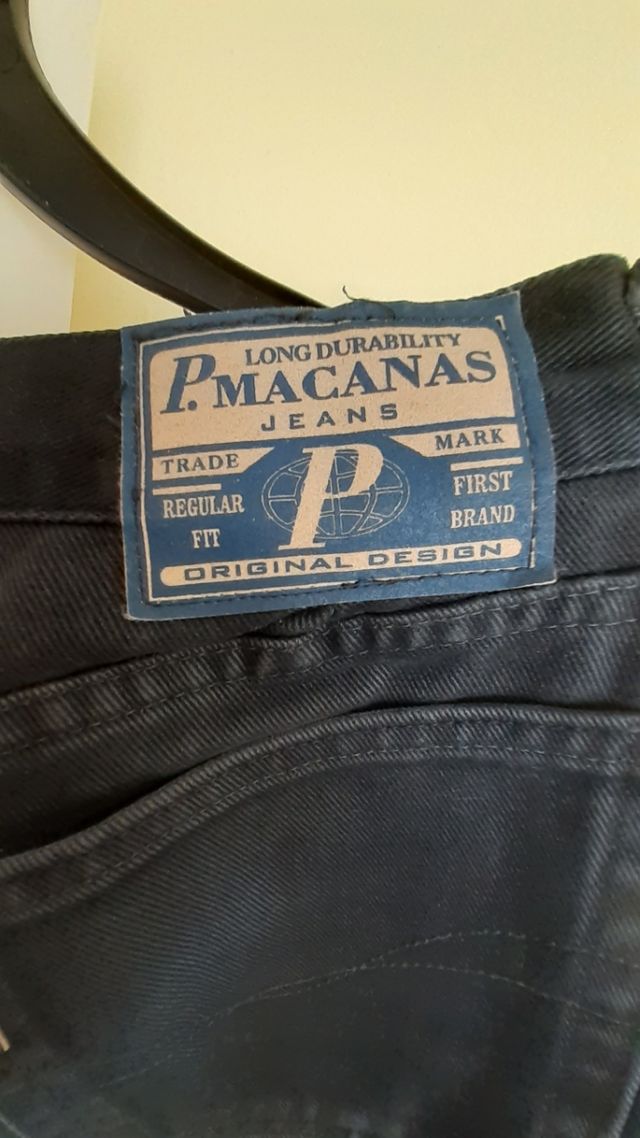 LONG DURABILITY
P. MACANAS
JEANS
TRADE MARK
REGULAR FIT
P
FIRST BRAND
ORIGINAL DESIGN